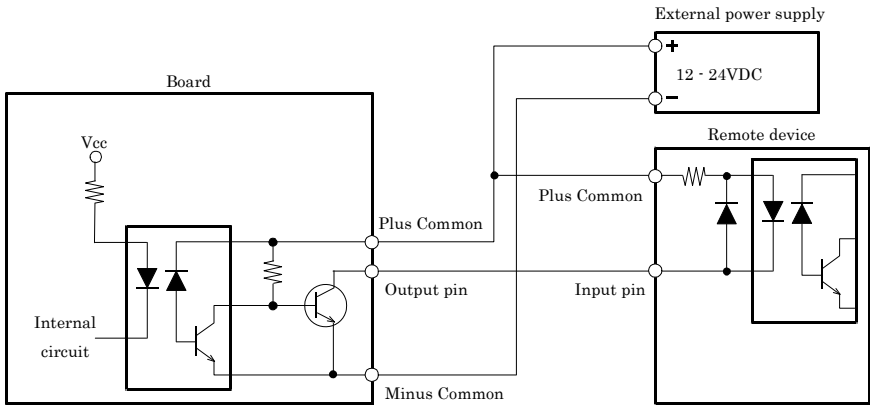 External power supply
+
12 - 24VDC
−
Board
Vcc
Remote device
Plus Common
Plus Common
Output pin
Input pin
Internal
circuit
Minus Common